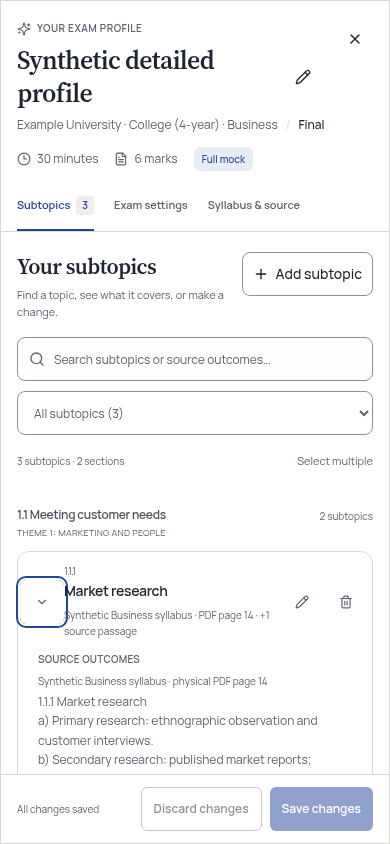 YOUR EXAM PROFILE
Synthetic detailed
profile
Example University · College (4-year) · Business / Final
30 minutes 6 marks Full mock
Subtopics 3 Exam settings Syllabus & source
Your subtopics
Add subtopic
Find a topic, see what it covers, or make a
change.
Search subtopics or source outcomes...
All subtopics (3)
3 subtopics · 2 sections Select multiple
1.1 Meeting customer needs 2 subtopics
THEME 1: MARKETING AND PEOPLE
1.1.1
Market research
Synthetic Business syllabus · PDF page 14 · +1
source passage
SOURCE OUTCOMES
Synthetic Business syllabus · physical PDF page 14
1.1.1 Market research
a) Primary research: ethnographic observation and
customer interviews.
b) Secondary research: published market reports;
All changes saved Discard changes Save changes